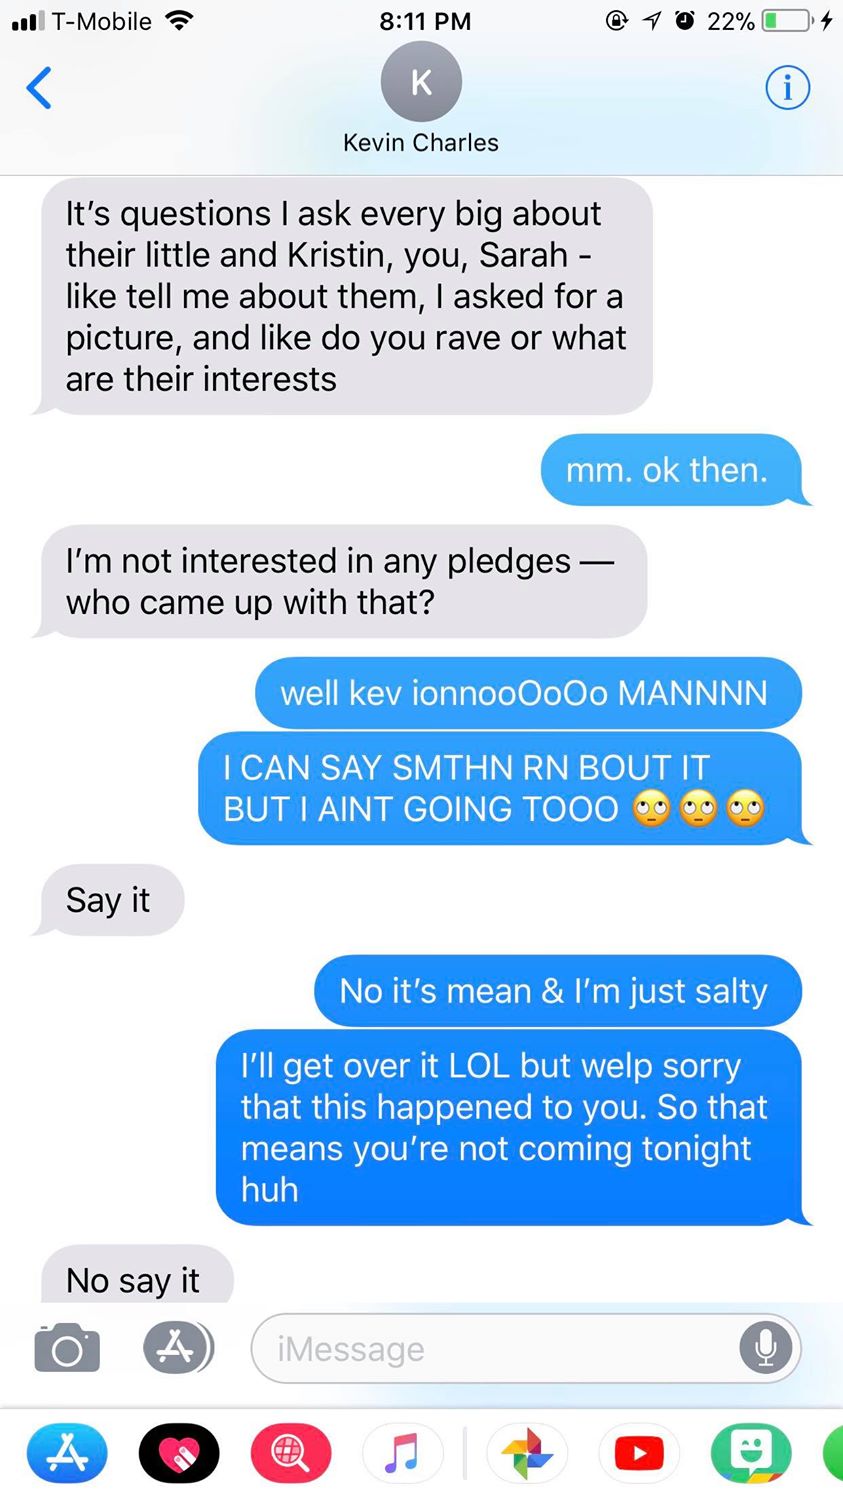 T-Mobile 8:11 PM 22%
K
Kevin Charles
It’s questions I ask every big about
their little and Kristin, you, Sarah -
like tell me about them, I asked for a
picture, and like do you rave or what
are their interests
mm. ok then.
I’m not interested in any pledges —
who came up with that?
well kev ionnooOoOo MANNNN
I CAN SAY SMTHN RN BOUT IT
BUT I AINT GOING TOOO 🙄🙄🙄
Say it
No it’s mean & I’m just salty
I’ll get over it LOL but welp sorry
that this happened to you. So that
means you’re not coming tonight
huh
No say it
iMessage